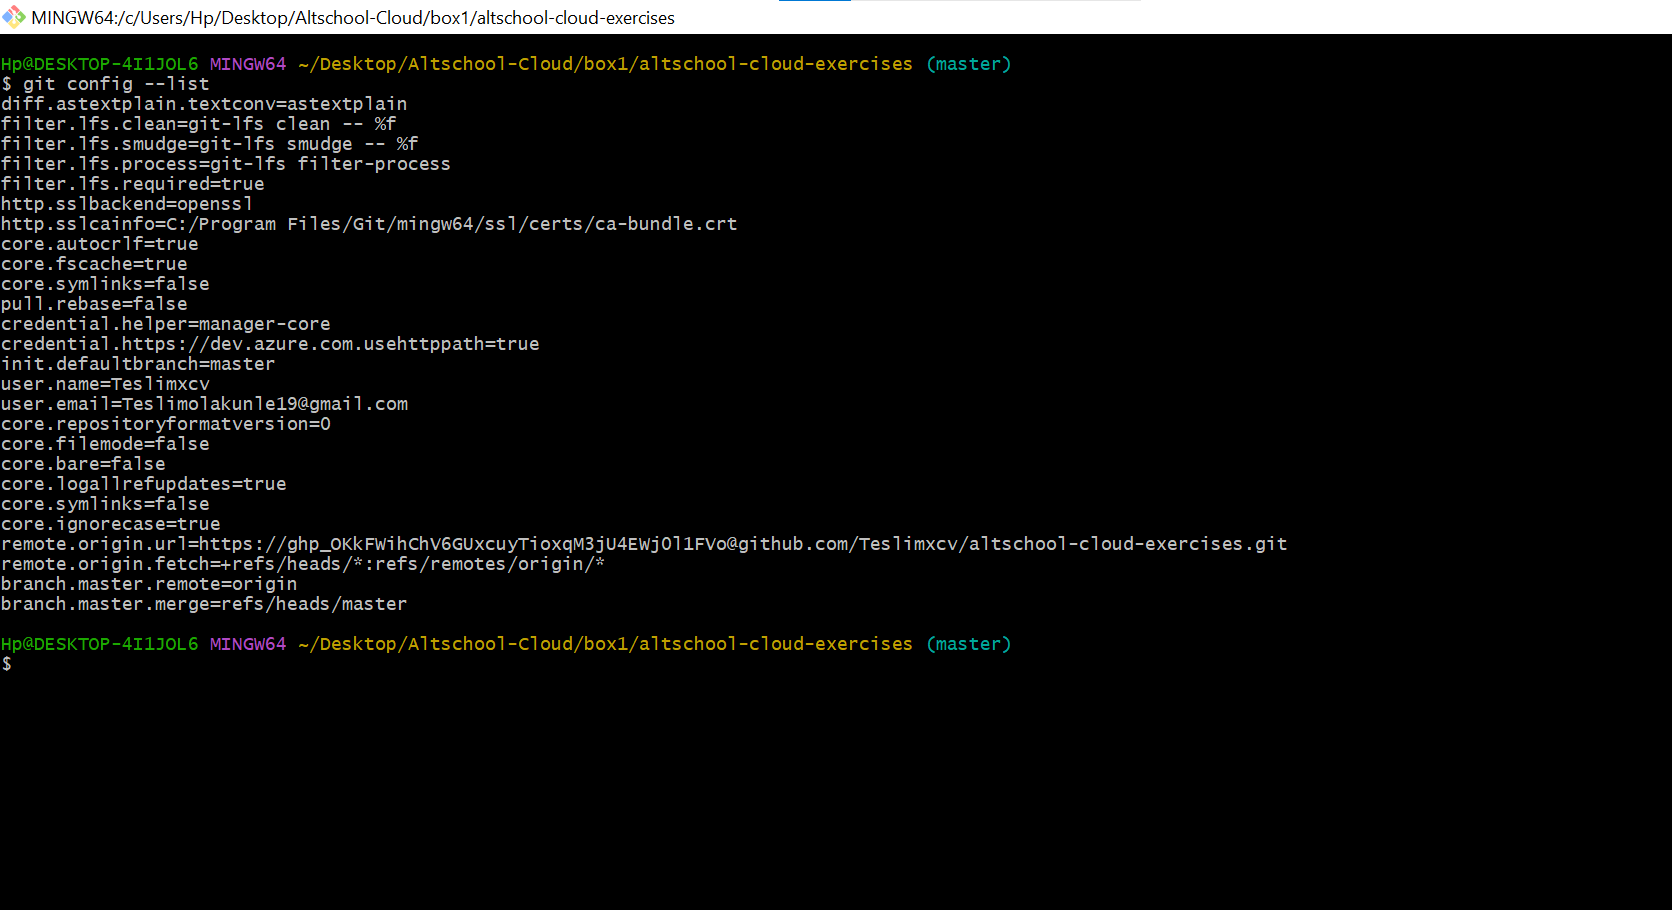 MINGW64:/c/Users/Hp/Desktop/Altschool-Cloud/box1/altschool-cloud-exercises
Hp@DESKTOP-4I1JOL6 MINGW64 ~/Desktop/Altschool-Cloud/box1/altschool-cloud-exercises (master)
$ git config --list
diff.astextplain.textconv=astextplain
filter.lfs.clean=git-lfs clean -- %f
filter.lfs.smudge=git-lfs smudge -- %f
filter.lfs.process=git-lfs filter-process
filter.lfs.required=true
http.sslbackend=openssl
http.sslcainfo=C:/Program Files/Git/mingw64/ssl/certs/ca-bundle.crt
core.autocrlf=true
core.fscache=true
core.symlinks=false
pull.rebase=false
credential.helper=manager-core
credential.https://dev.azure.com.usehttppath=true
init.defaultbranch=master
user.name=Teslimxcv
user.email=Teslimolakunle19@gmail.com
core.repositoryformatversion=0
core.filemode=false
core.bare=false
core.logallrefupdates=true
core.symlinks=false
core.ignorecase=true
remote.origin.url=https://@github.com/Teslimxcv/altschool-cloud-exercises.git
remote.origin.fetch=+refs/heads/*:refs/remotes/origin/*
branch.master.remote=origin
branch.master.merge=refs/heads/master
Hp@DESKTOP-4I1JOL6 MINGW64 ~/Desktop/Altschool-Cloud/box1/altschool-cloud-exercises (master)
$